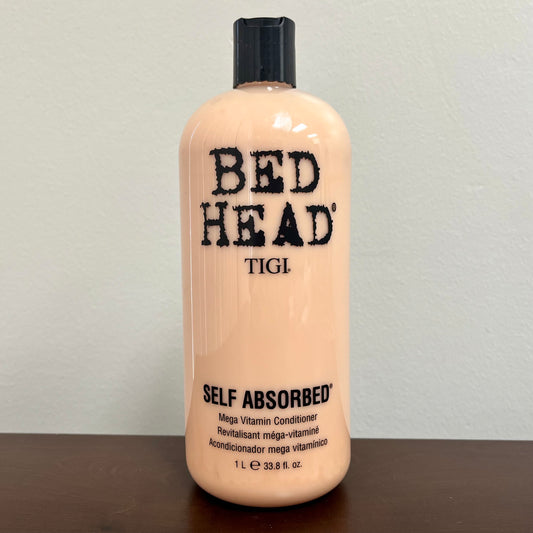 BED
HEAD®
TIGI®
SELF ABSORBED®
Mega Vitamin Conditioner
Revitalisant méga-vitaminé
Acondicionador mega vitamínico
1 L ℮ 33.8 fl. oz.